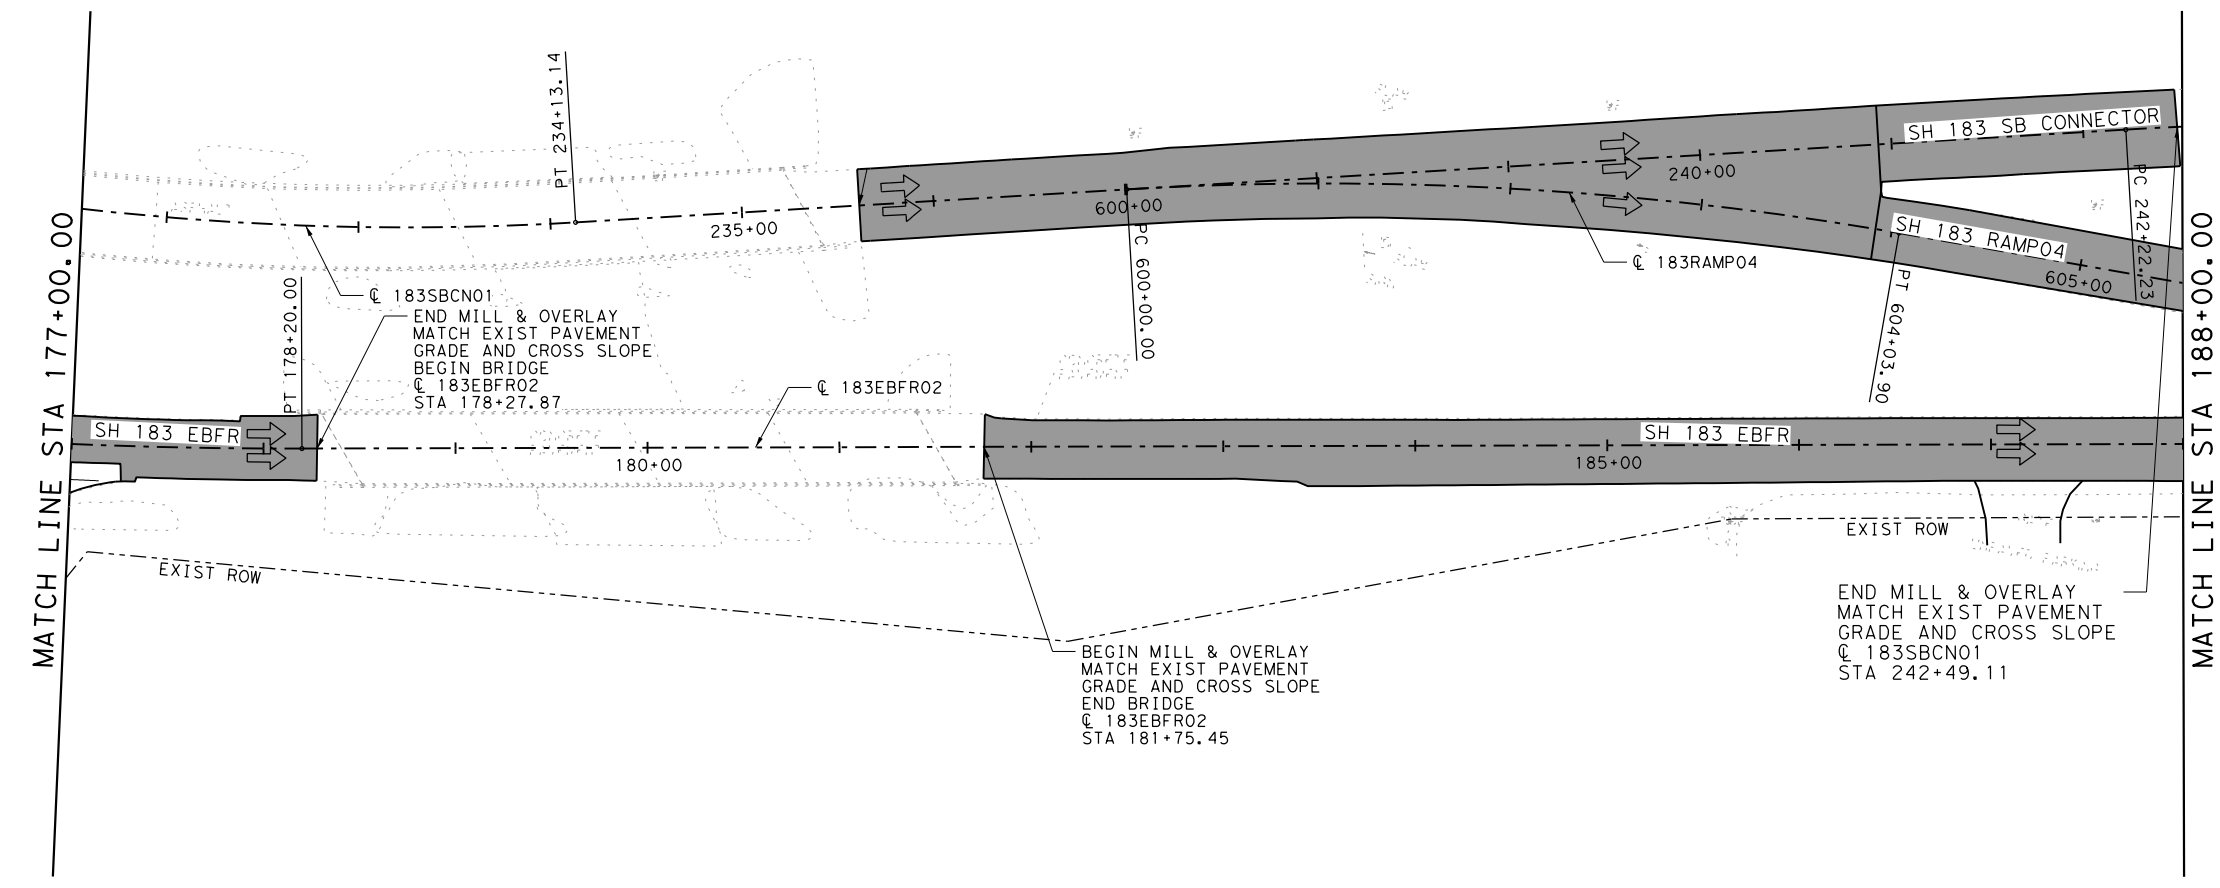 MATCH LINE STA 177+00.00
PT 234+13.14
235+00
℄ 183SBCN01
PT 178+20.00
END MILL & OVERLAY
MATCH EXIST PAVEMENT
GRADE AND CROSS SLOPE
BEGIN BRIDGE
℄ 183EBFR02
STA 178+27.87
SH 183 EBFR
℄ 183EBFR02
180+00
EXIST ROW
600+00
PC 600+00.00
240+00
℄ 183RAMP04
SH 183 SB CONNECTOR
SH 183 RAMP04
605+00
PC 242+22.23
PT 604+03.90
SH 183 EBFR
185+00
EXIST ROW
BEGIN MILL & OVERLAY
MATCH EXIST PAVEMENT
GRADE AND CROSS SLOPE
END BRIDGE
℄ 183EBFR02
STA 181+75.45
END MILL & OVERLAY
MATCH EXIST PAVEMENT
GRADE AND CROSS SLOPE
℄ 183SBCN01
STA 242+49.11
MATCH LINE STA 188+00.00